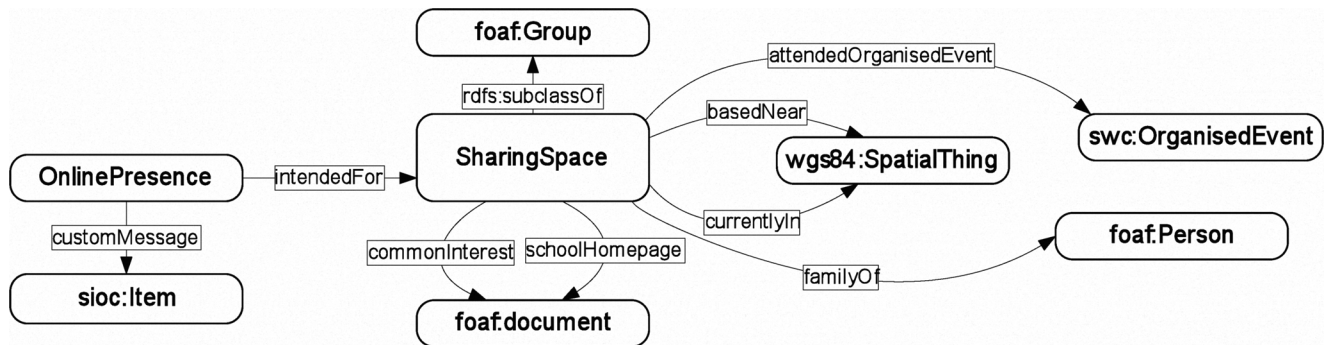 foaf:Group
attendedOrganisedEvent
rdfs:subclassOf
basedNear
swc:OrganisedEvent
SharingSpace
wgs84:SpatialThing
OnlinePresence
intendedFor
currentlyIn
customMessage
commonInterest
schoolHomepage
foaf:Person
familyOf
sioc:Item
foaf:document